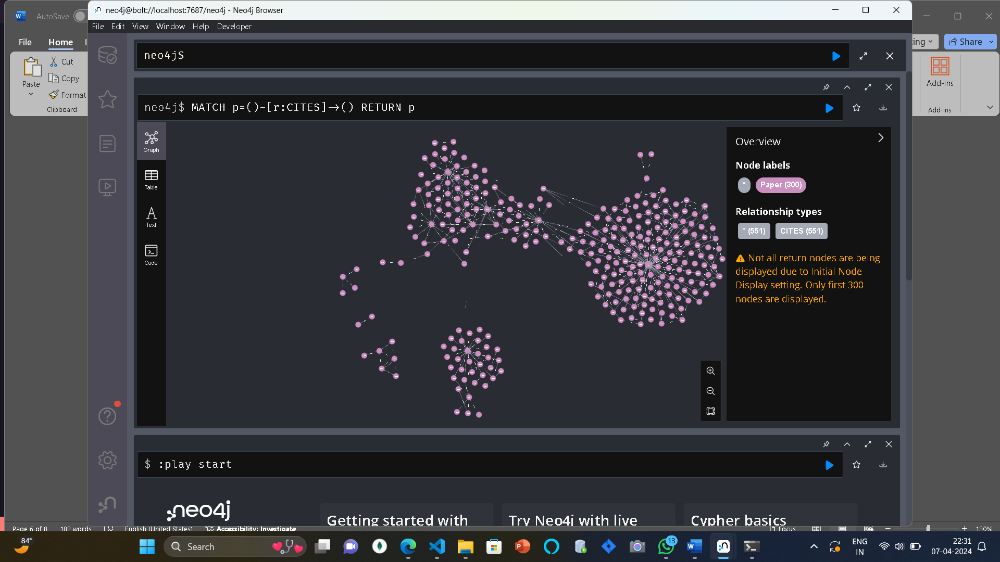 AutoSave
neo4j@bolt://localhost:7687/neo4j - Neo4j Browser
File Edit View Window Help Developer
File Home
Share
Paste
Cut
Copy
Format
Clipboard
Add-ins
Add-ins
neo4j$
neo4j$ MATCH p=()-[r:CITES]→() RETURN p
Graph
Table
Text
Code
Overview
Node labels
* Paper (300)
Relationship types
* (551) CITES (551)
Not all return nodes are being
displayed due to Initial Node
Display setting. Only first 300
nodes are displayed.
$ :play start
neo4j
Getting started with
Try Neo4j with live
Cypher basics
Page 6 of 8 182 words English (United States) Accessibility: Investigate Focus 130%
84°
Search
13
ENG
IN
22:31
07-04-2024